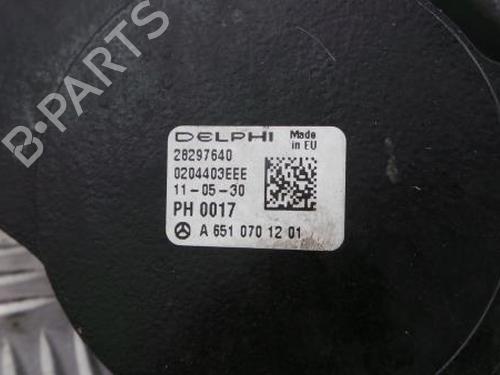 B-PARTS
DELPHI Made in EU
28297640
0204403EEE
11-05-30
PH 0017
A 651 070 12 01